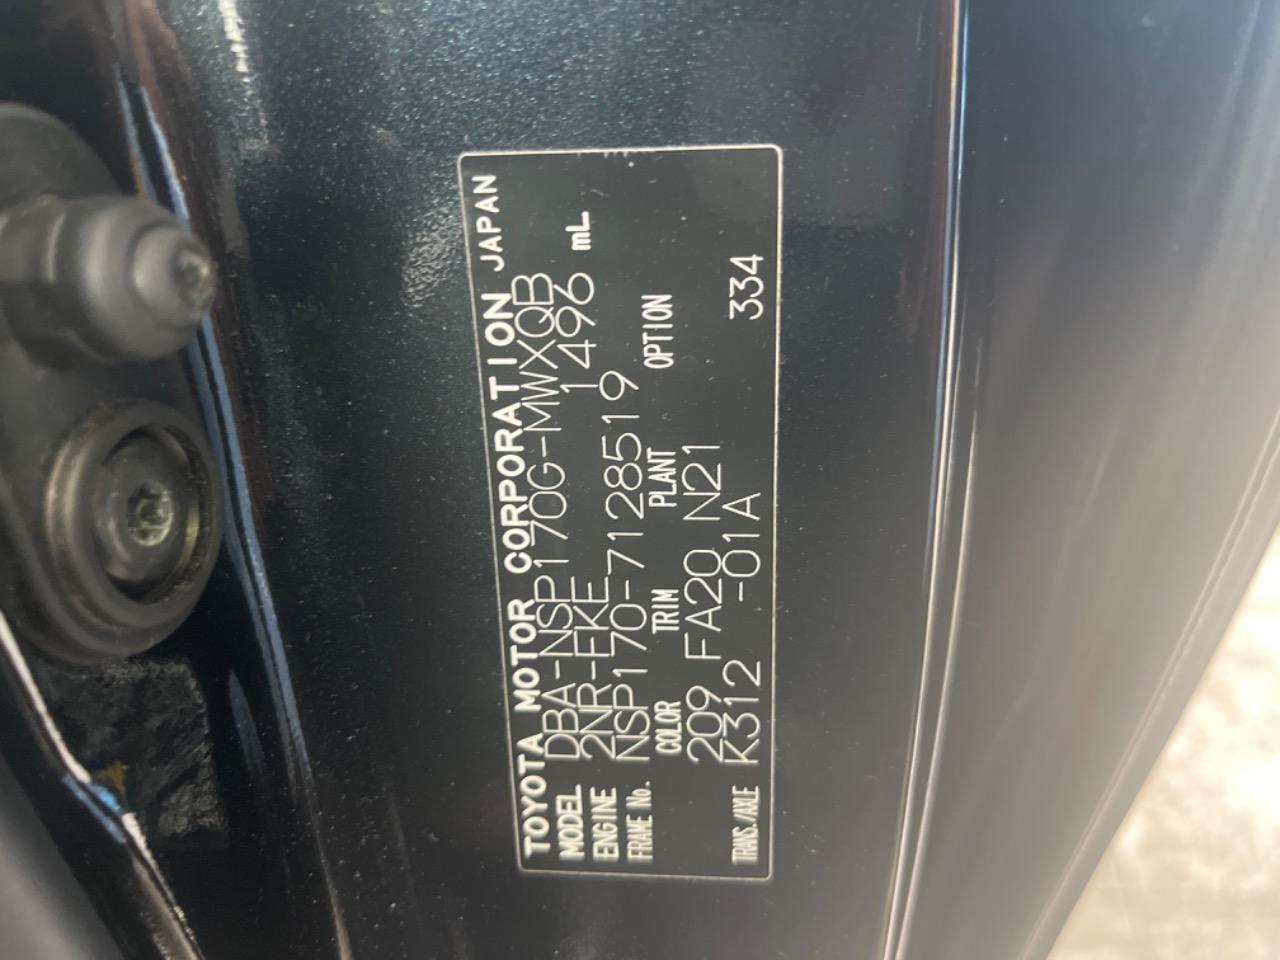 TOYOTA MOTOR CORPORATION JAPAN
MODEL DBA-NSP170G-MWXQB
ENGINE 2NR-FKE 1496 mL
FRAME No. NSP170-7128519
COLOR TRIM PLANT OPTION
209 FA20 N21
TRANS./AXLE K312 -01A 334